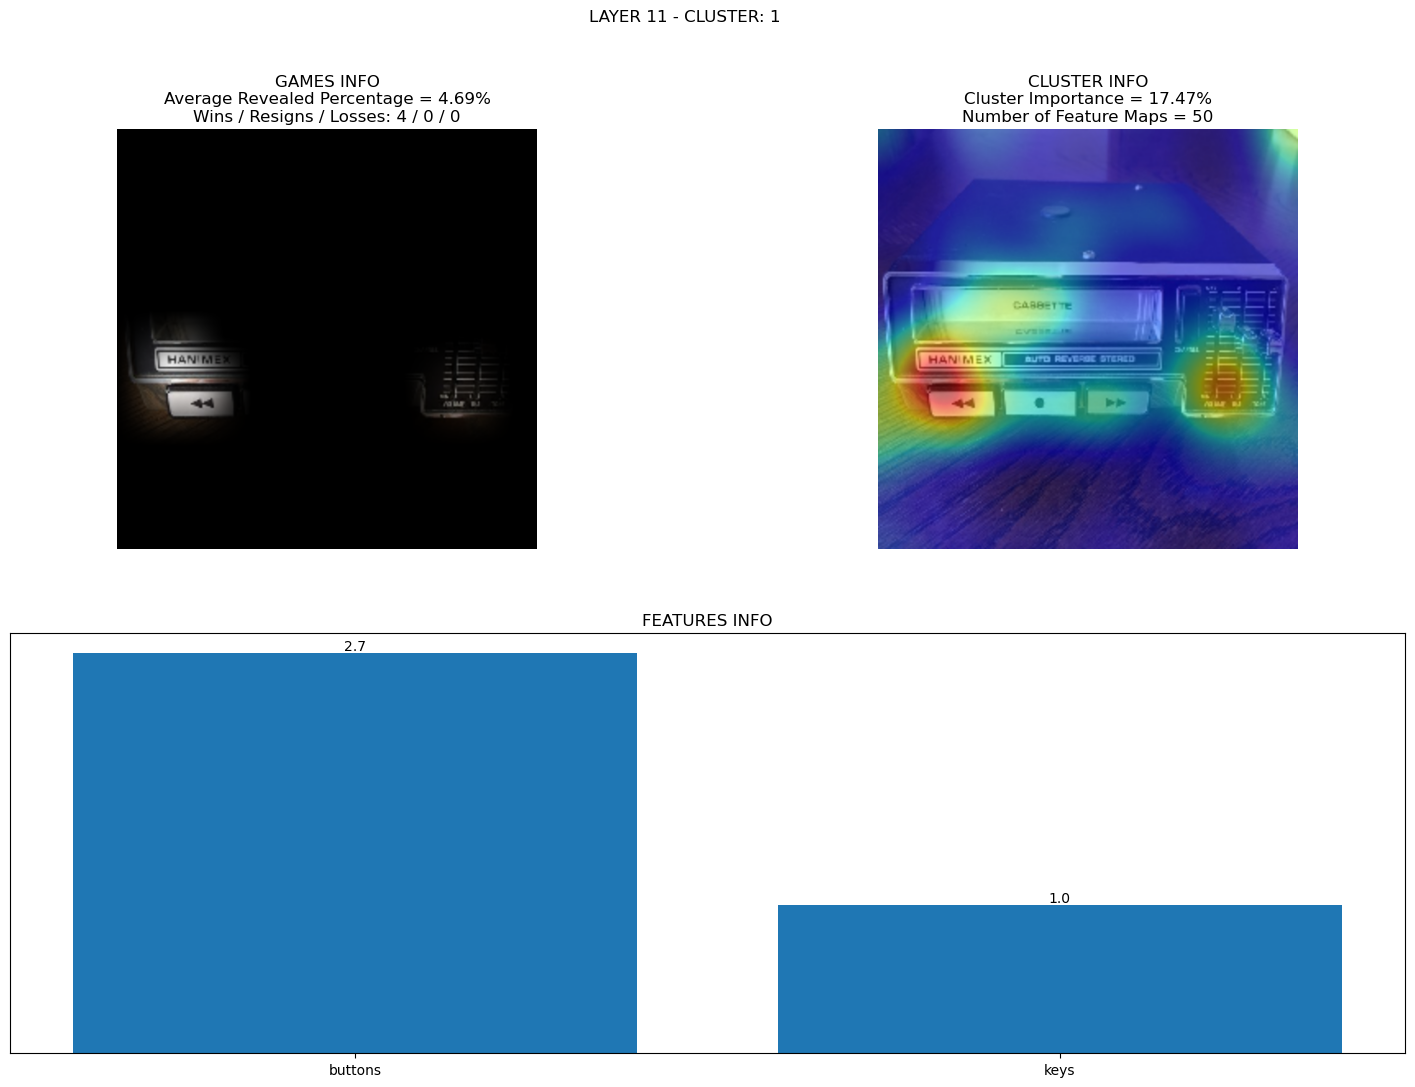 LAYER 11 - CLUSTER: 1
GAMES INFO
Average Revealed Percentage = 4.69%
Wins / Resigns / Losses: 4 / 0 / 0
HANIMEX
CLUSTER INFO
Cluster Importance = 17.47%
Number of Feature Maps = 50
CASSETTE
HANIMEX AUTO REVERSE STEREO
FEATURES INFO
2.7
1.0
buttons
keys